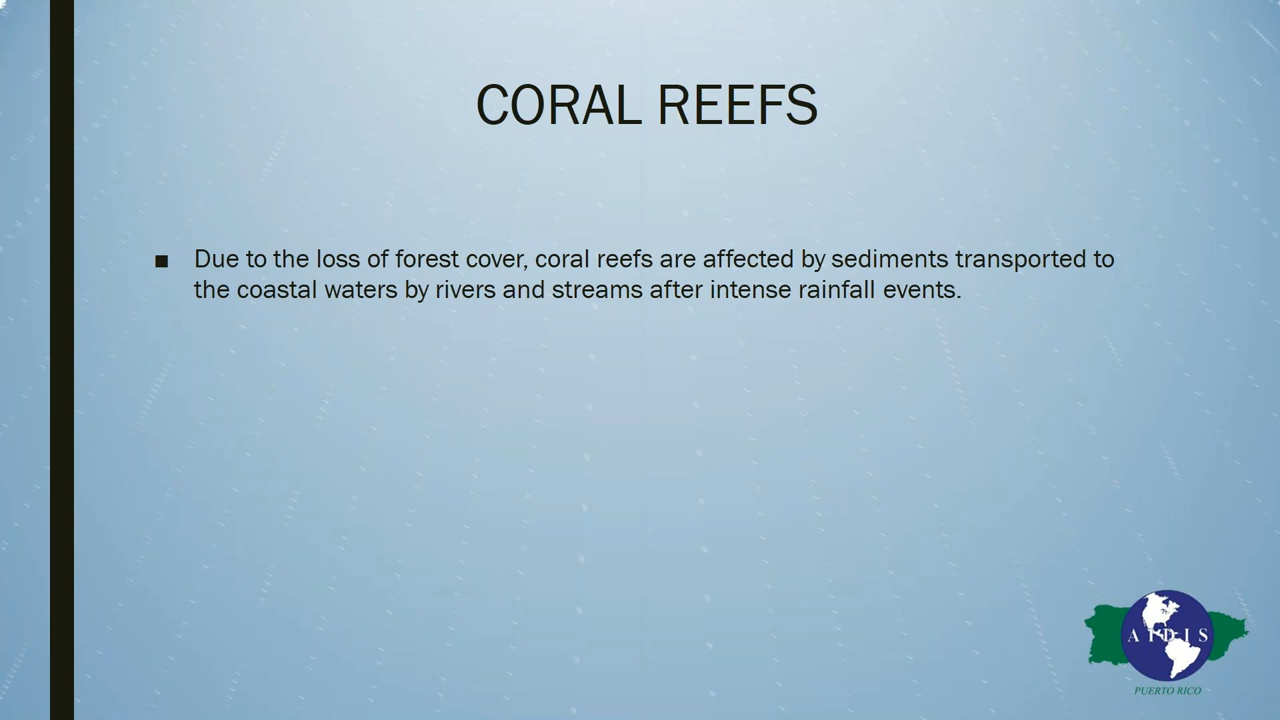 CORAL REEFS
■ Due to the loss of forest cover, coral reefs are affected by sediments transported to
the coastal waters by rivers and streams after intense rainfall events.
AIDIS
PUERTO RICO